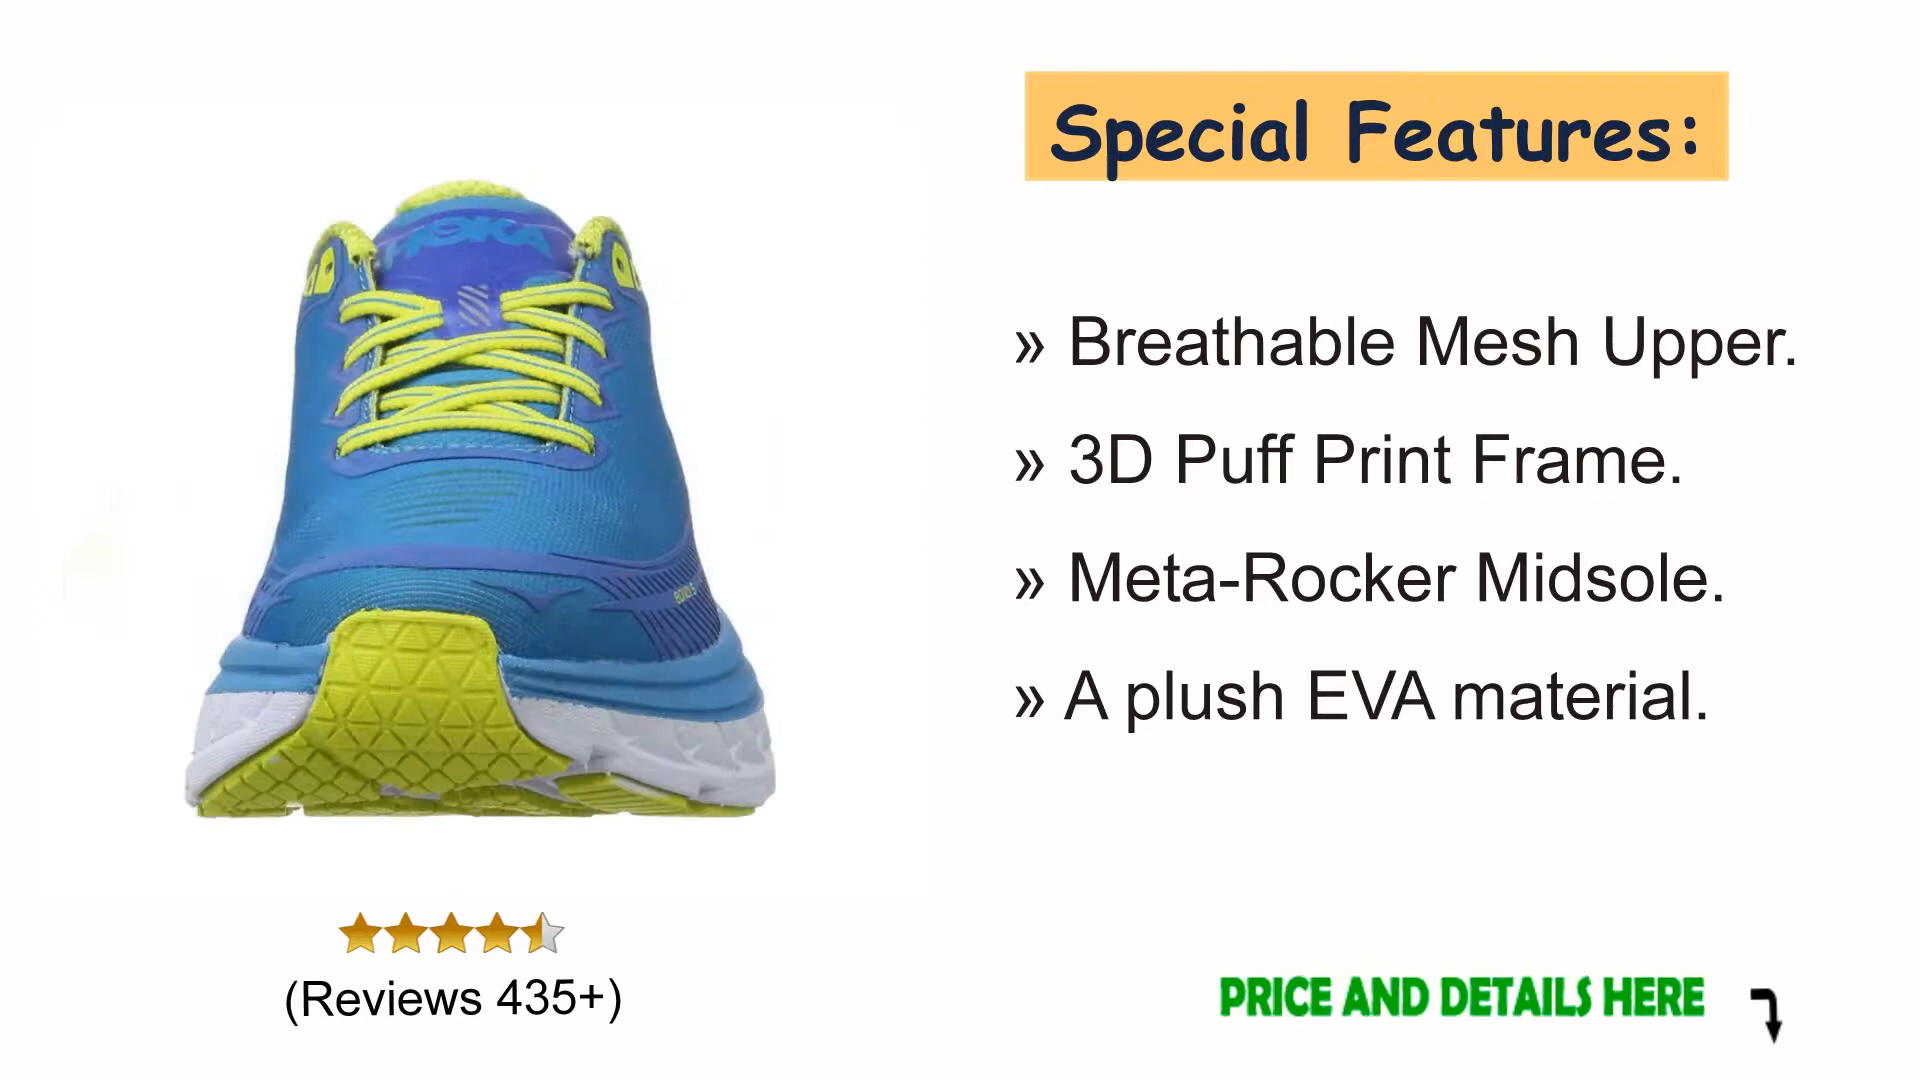 Special Features:
HOKA
» Breathable Mesh Upper.
» 3D Puff Print Frame.
» Meta-Rocker Midsole.
» A plush EVA material.
(Reviews 435+)
PRICE AND DETAILS HERE